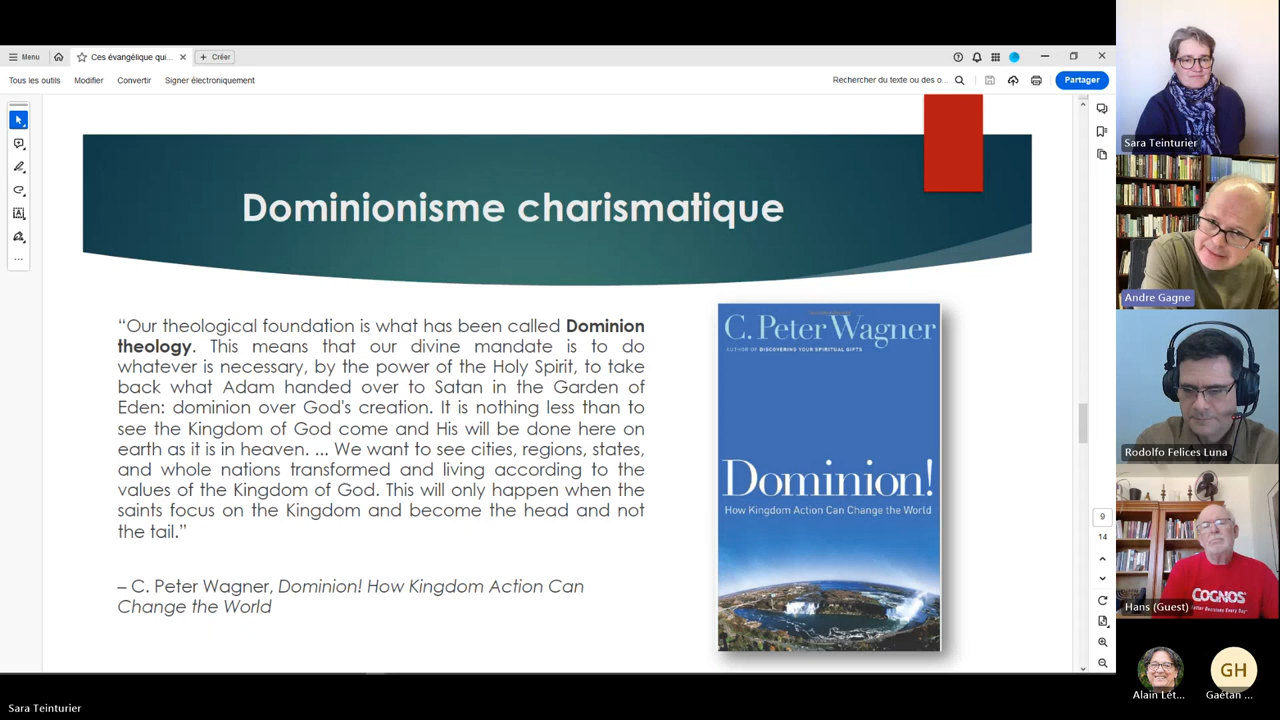 Menu
Ces évangélique qui...
Créer
Tous les outils
Modifier
Convertir
Signer électroniquement
Rechercher du texte ou des o...
Partager
Dominionisme charismatique
“Our theological foundation is what has been called Dominion
theology. This means that our divine mandate is to do
whatever is necessary, by the power of the Holy Spirit, to take
back what Adam handed over to Satan in the Garden of
Eden: dominion over God's creation. It is nothing less than to
see the Kingdom of God come and His will be done here on
earth as it is in heaven. ... We want to see cities, regions, states,
and whole nations transformed and living according to the
values of the Kingdom of God. This will only happen when the
saints focus on the Kingdom and become the head and not
the tail.”
– C. Peter Wagner, Dominion! How Kingdom Action Can
Change the World
C. Peter Wagner
AUTHOR OF DISCOVERING YOUR SPIRITUAL GIFTS
Dominion!
How Kingdom Action Can Change the World
9
14
Sara Teinturier
Andre Gagne
Rodolfo Felices Luna
COGNOS
Better Decisions Every Day
Hans (Guest)
GH
Alain Lét...
Gaétan ...
Sara Teinturier